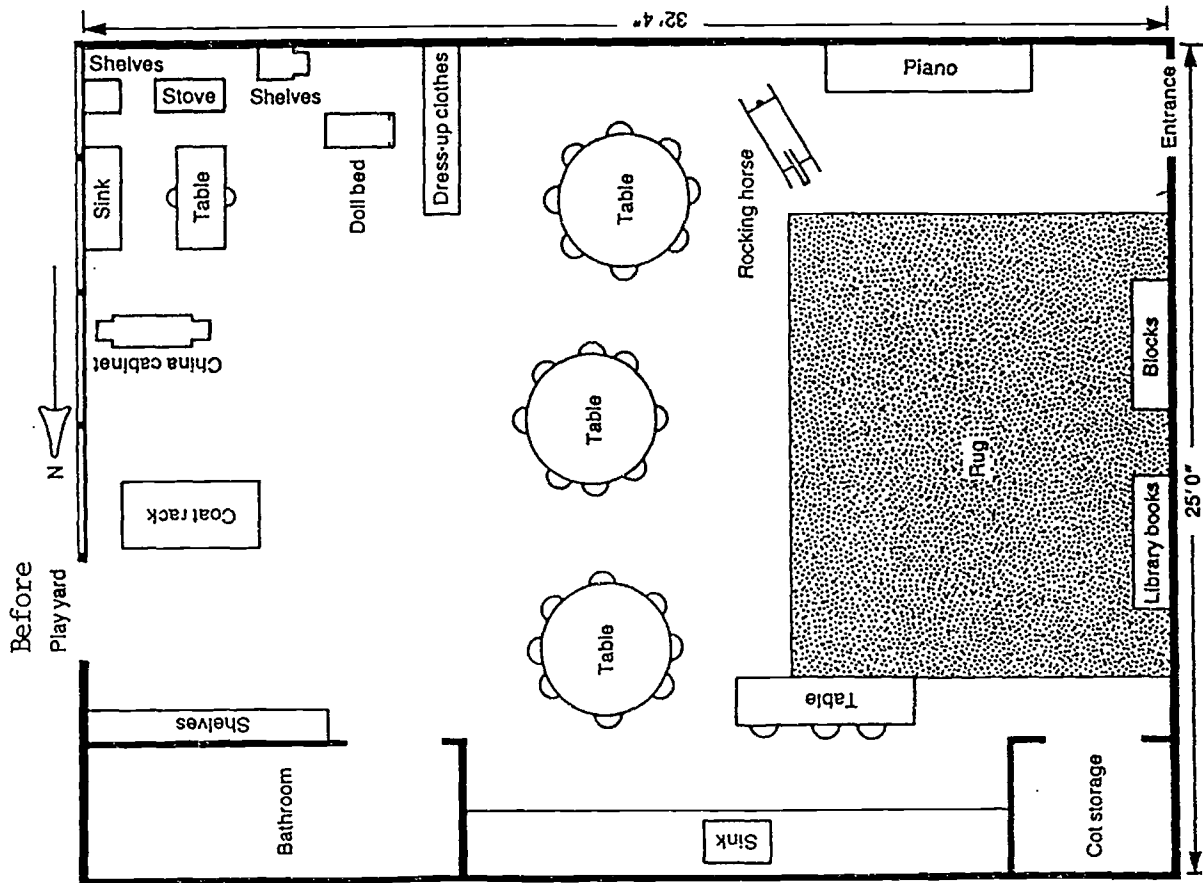 Before
Play yard
N
32'4"
Shelves
Stove
Shelves
Sink
Table
Doll bed
Dress-up clothes
Piano
China cabinet
Coat rack
Table
Table
Table
Rocking horse
Entrance
Rug
Blocks
Library books
25'0"
Shelves
Table
Bathroom
Sink
Cot storage